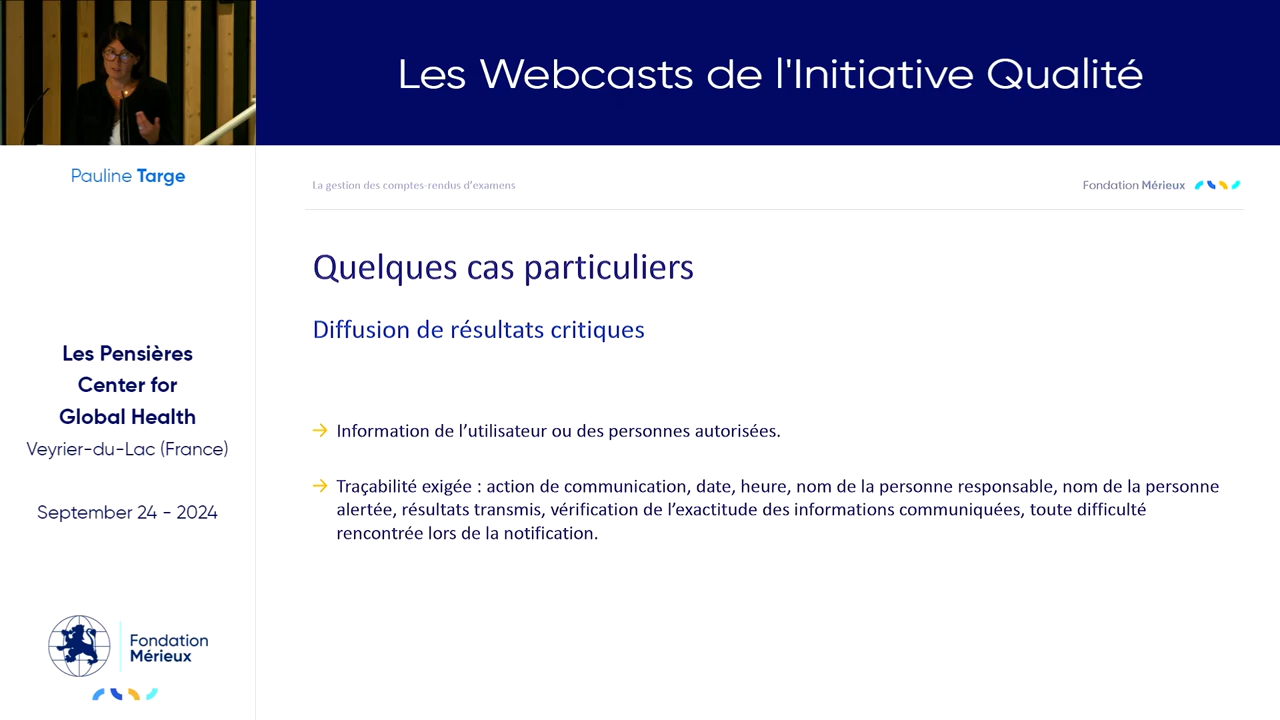 Les Webcasts de l'Initiative Qualité
Pauline Targe
La gestion des comptes-rendus d'examens
Fondation Mérieux
Quelques cas particuliers
Diffusion de résultats critiques
Les Pensières
Center for
Global Health
Veyrier-du-Lac (France)
September 24 - 2024
Information de l’utilisateur ou des personnes autorisées.
Traçabilité exigée : action de communication, date, heure, nom de la personne responsable, nom de la personne
alertée, résultats transmis, vérification de l’exactitude des informations communiquées, toute difficulté
rencontrée lors de la notification.
Fondation
Mérieux